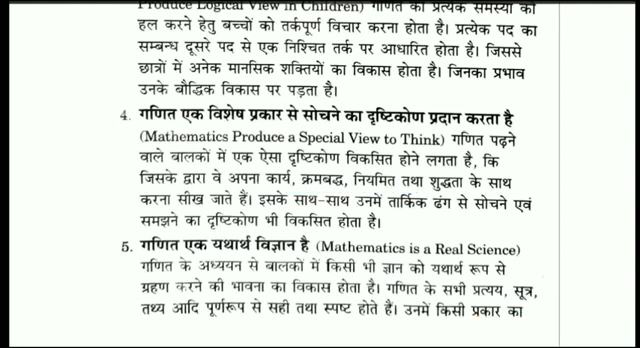 Produce Logical View in Children) गणित की प्रत्येक समस्या को
हल करने हेतु बच्चों को तर्कपूर्ण विचार करना होता है। प्रत्येक पद का
सम्बन्ध दूसरे पद से एक निश्चित तर्क पर आधारित होता है। जिससे
छात्रों में अनेक मानसिक शक्तियों का विकास होता है। जिनका प्रभाव
उनके बौद्धिक विकास पर पड़ता है।
4. गणित एक विशेष प्रकार से सोचने का दृष्टिकोण प्रदान करता है
(Mathematics Produce a Special View to Think) गणित पढ़ने
वाले बालकों में एक ऐसा दृष्टिकोण विकसित होने लगता है, कि
जिसके द्वारा वे अपना कार्य, क्रमबद्ध, नियमित तथा शुद्धता के साथ
करना सीख जाते हैं। इसके साथ-साथ उनमें तार्किक ढंग से सोचने एवं
समझने का दृष्टिकोण भी विकसित होता है।
5. गणित एक यथार्थ विज्ञान है (Mathematics is a Real Science)
गणित के अध्ययन से बालकों में किसी भी ज्ञान को यथार्थ रूप से
ग्रहण करने की भावना का विकास होता है। गणित के सभी प्रत्यय, सूत्र,
तथ्य आदि पूर्णरूप से सही तथा स्पष्ट होते हैं। उनमें किसी प्रकार का